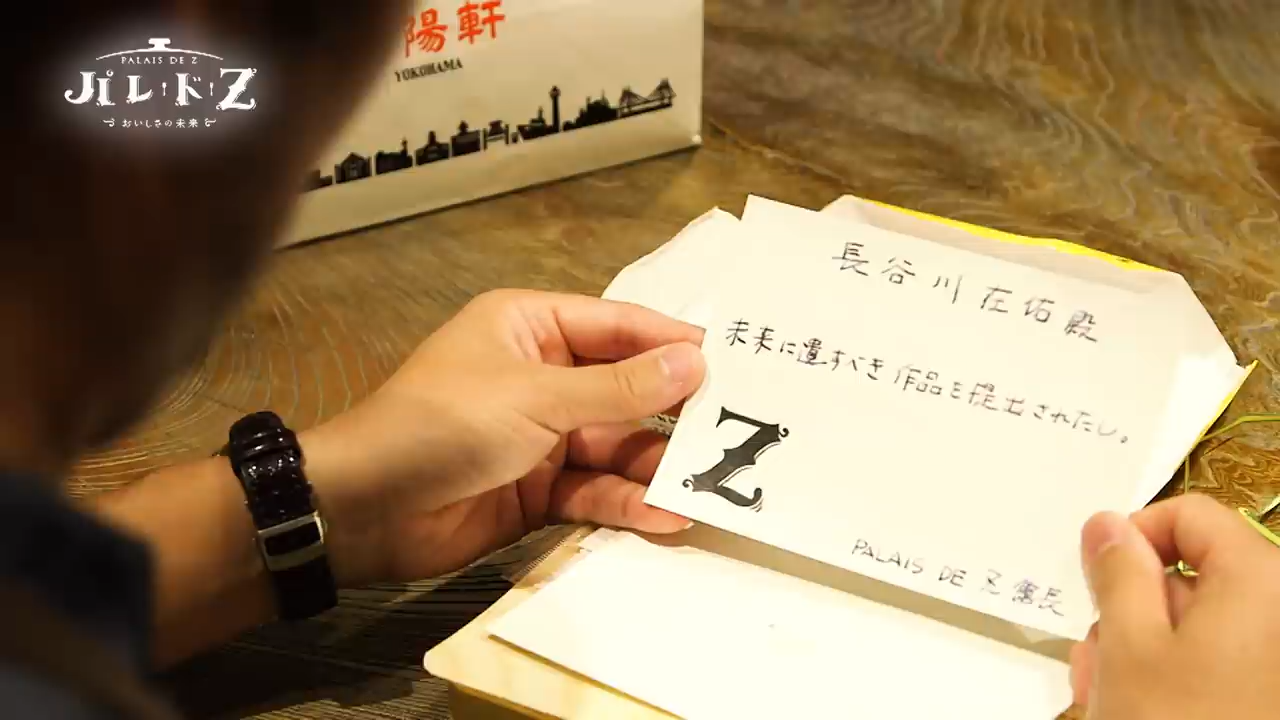 PALAIS DE Z
パレ・ド・Z
おいしさの未来
陽軒
YOKOHAMA
長谷川在佑殿
未来に遺すべき作品を提出されたし。
Z
PALAIS DE Z 館長